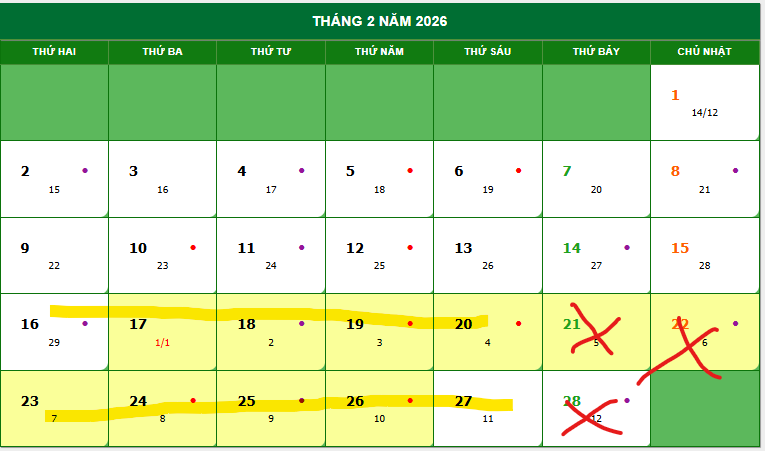 THÁNG 2 NĂM 2026
THỨ HAI THỨ BA THỨ TƯ THỨ NĂM THỨ SÁU THỨ BẢY CHỦ NHẬT
1
14/12
2 3 4 5 6 7 8
15 16 17 18 19 20 21
9 10 11 12 13 14 15
22 23 24 25 26 27 28
16 17 18 19 20 21 22
29 1/1 2 3 4 5 6
23 24 25 26 27 28
7 8 9 10 11 12